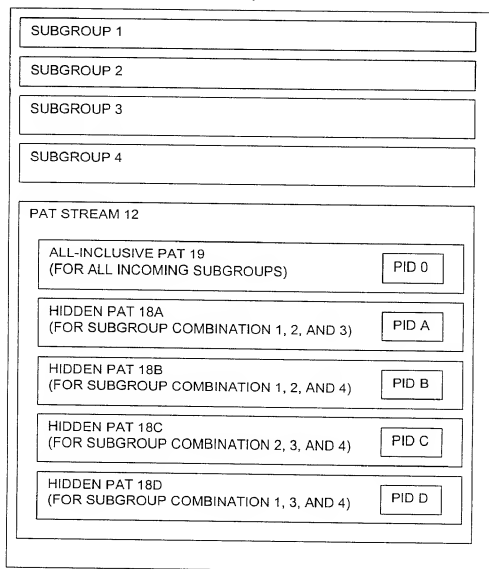 SUBGROUP 1
SUBGROUP 2
SUBGROUP 3
SUBGROUP 4
PAT STREAM 12
ALL-INCLUSIVE PAT 19
(FOR ALL INCOMING SUBGROUPS)
PID 0
HIDDEN PAT 18A
(FOR SUBGROUP COMBINATION 1, 2, AND 3)
PID A
HIDDEN PAT 18B
(FOR SUBGROUP COMBINATION 1, 2, AND 4)
PID B
HIDDEN PAT 18C
(FOR SUBGROUP COMBINATION 2, 3, AND 4)
PID C
HIDDEN PAT 18D
(FOR SUBGROUP COMBINATION 1, 3, AND 4)
PID D